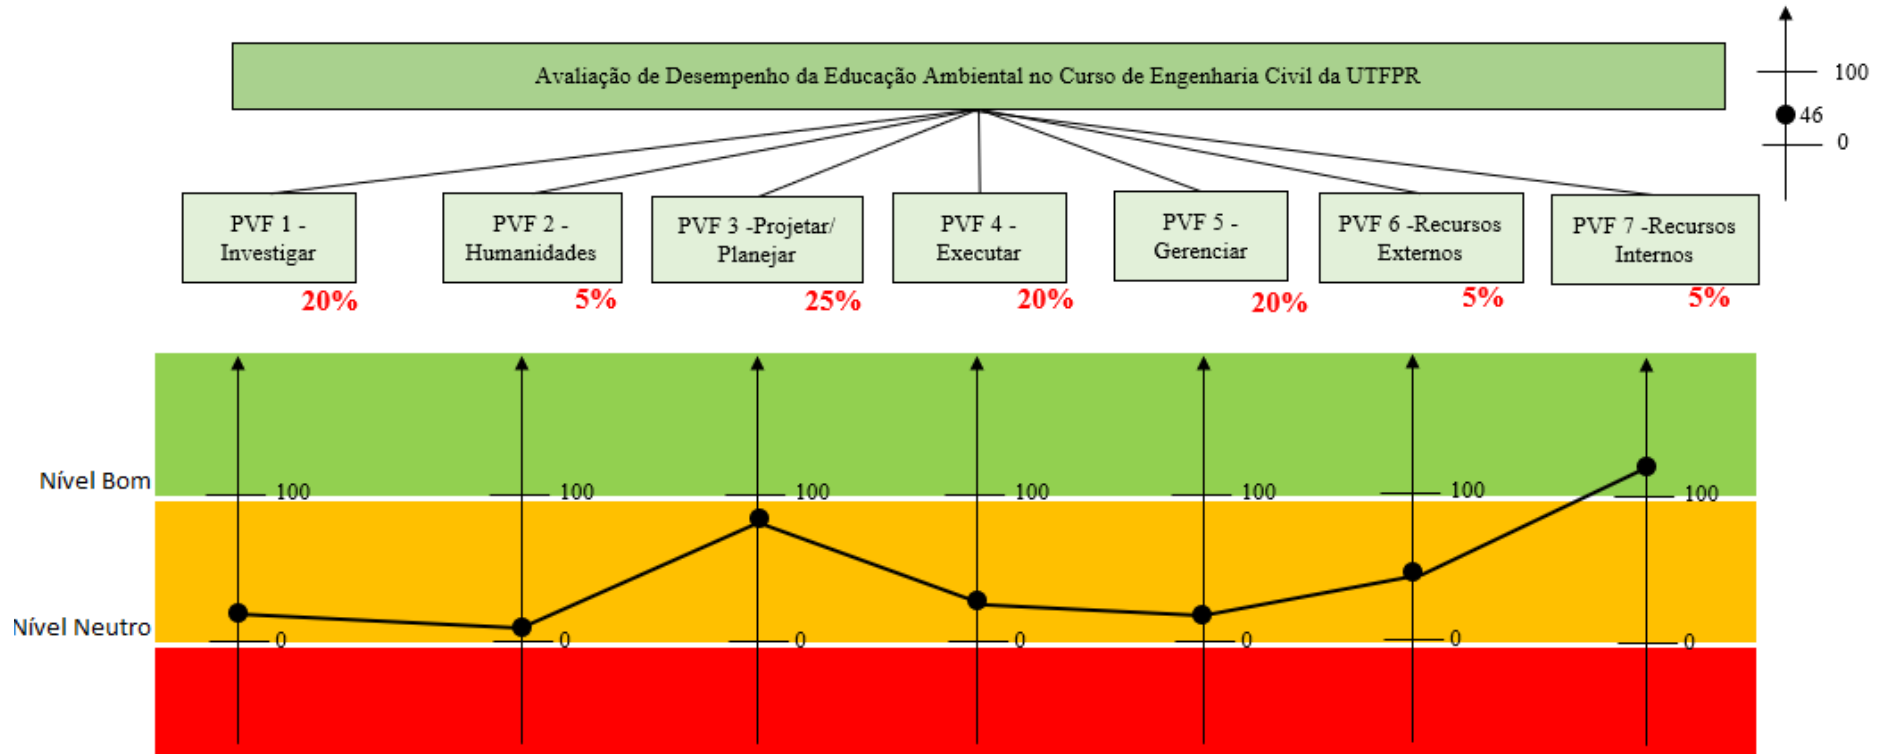 Avaliação de Desempenho da Educação Ambiental no Curso de Engenharia Civil da UTFPR
100
46
0
PVF 1 -
Investigar
20%
PVF 2 -
Humanidades
5%
PVF 3 -Projetar/
Planejar
25%
PVF 4 -
Executar
20%
PVF 5 -
Gerenciar
20%
PVF 6 -Recursos
Externos
5%
PVF 7 -Recursos
Internos
5%
Nível Bom
100
100
100
100
100
100
100
Nível Neutro
0
0
0
0
0
0
0